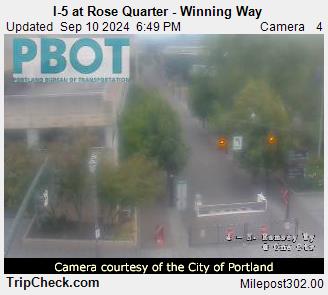 I-5 at Rose Quarter - Winning Way
Updated Sep 10 2024 6:49 PM Camera 4
PBOT
PORTLAND BUREAU OF TRANSPORTATION
Camera courtesy of the City of Portland
TripCheck.com Milepost302.00